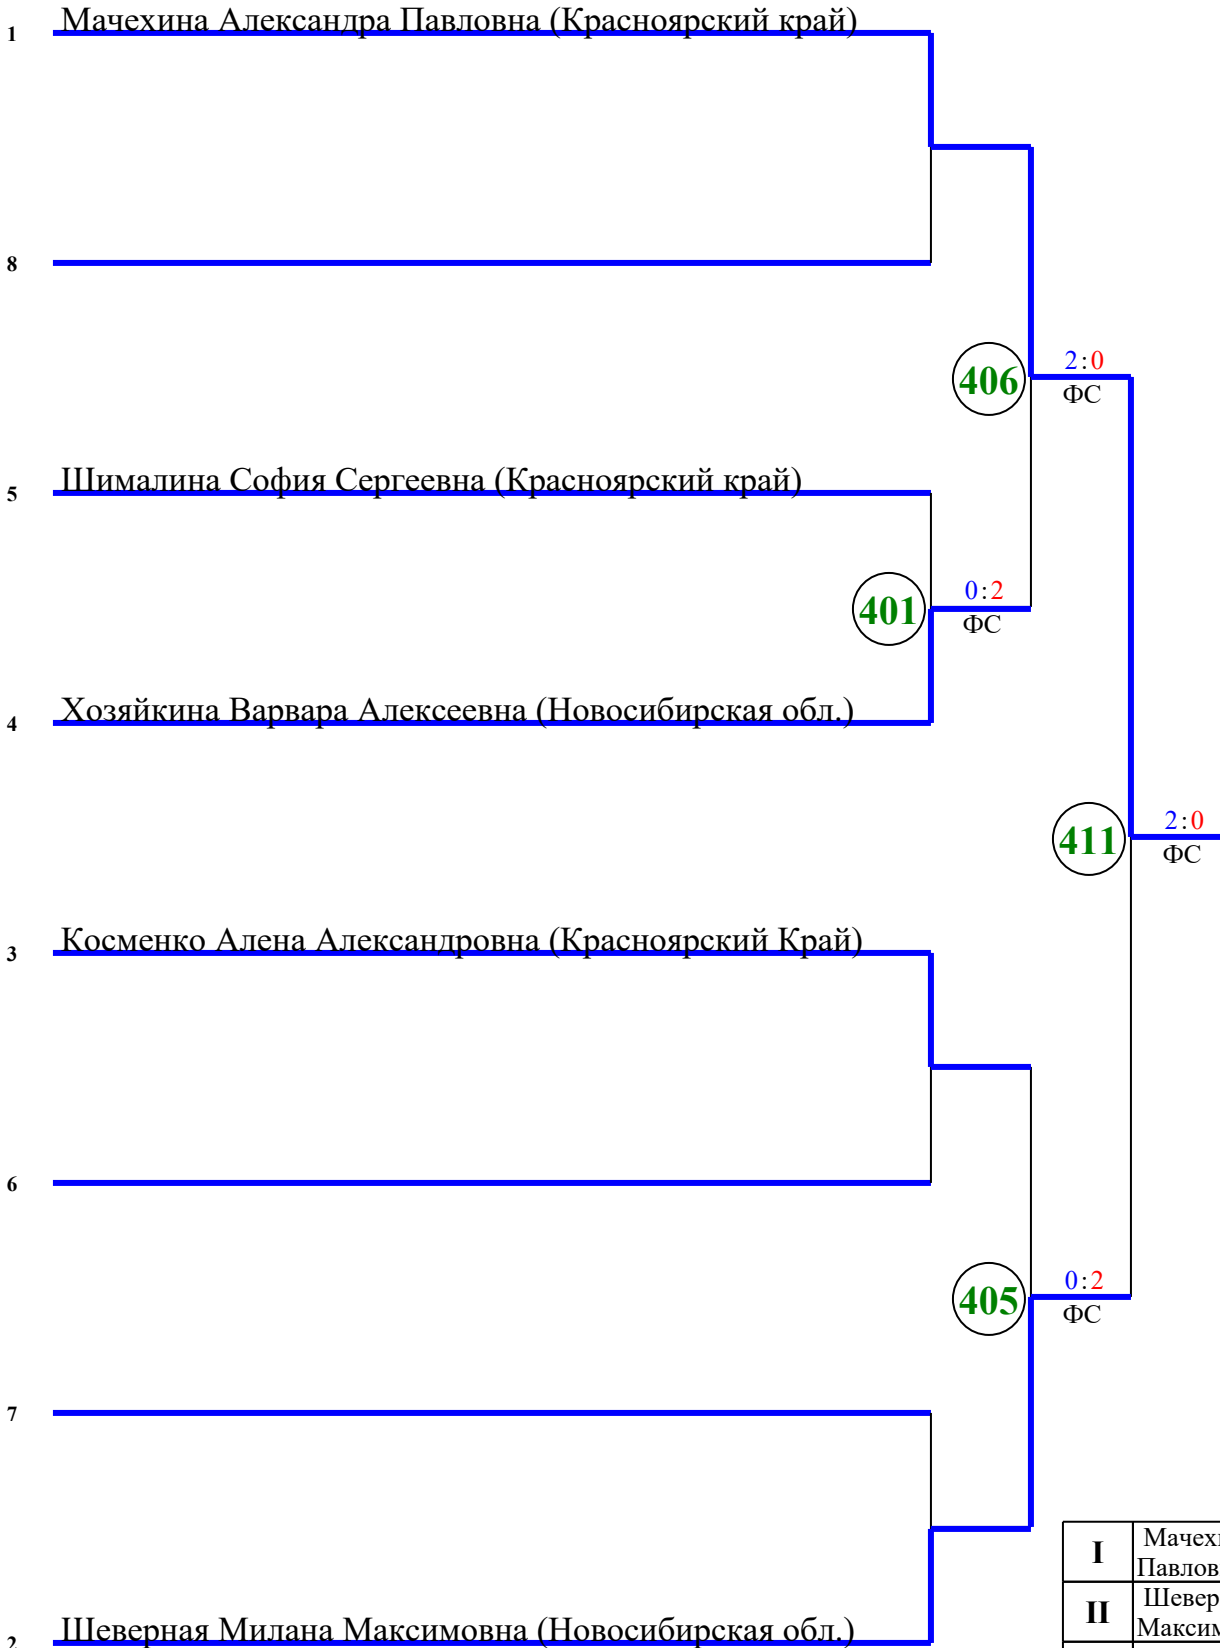 1 Мачехина Александра Павловна (Красноярский край)
8
406 2:0
ФС
5 Шималина София Сергеевна (Красноярский край)
401 0:2
ФС
4 Хозяйкина Варвара Алексеевна (Новосибирская обл.)
411 2:0
ФС
3 Косменко Алена Александровна (Красноярский Край)
6
405 0:2
ФС
7
I
II
2 Шеверная Милана Максимовна (Новосибирская обл.)